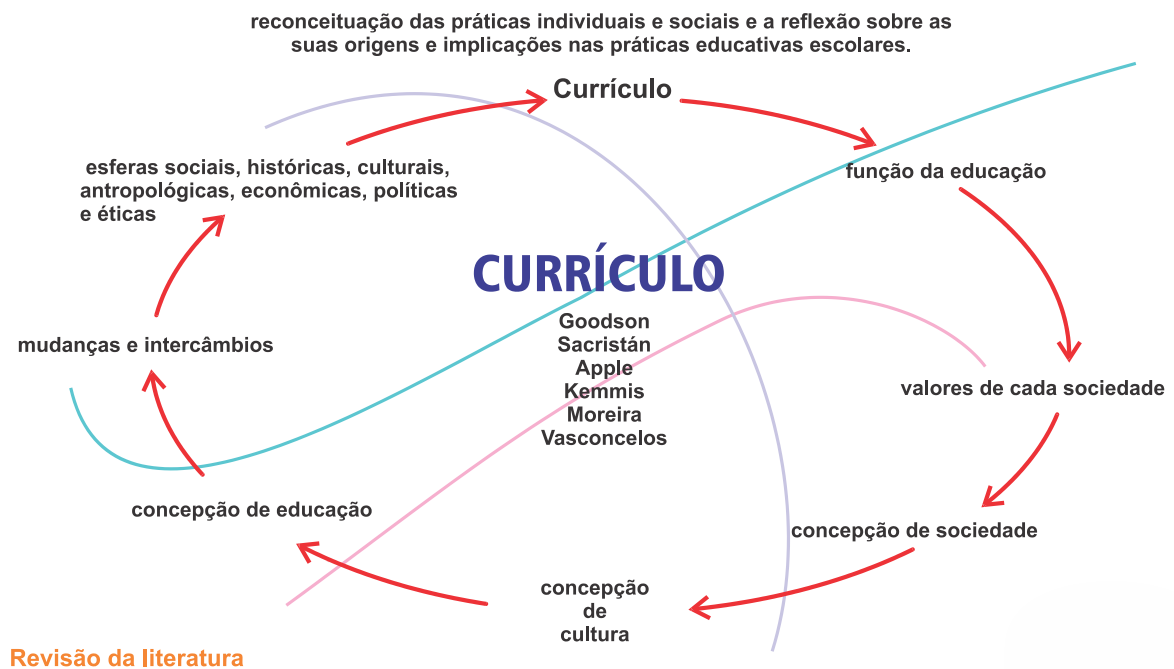 reconceituação das práticas individuais e sociais e a reflexão sobre as
suas origens e implicações nas práticas educativas escolares.
Currículo
função da educação
valores de cada sociedade
concepção de sociedade
concepção
de
cultura
concepção de educação
mudanças e intercâmbios
esferas sociais, históricas, culturais,
antropológicas, econômicas, políticas
e éticas
CURRÍCULO
Goodson
Sacristán
Apple
Kemmis
Moreira
Vasconcelos
Revisão da literatura